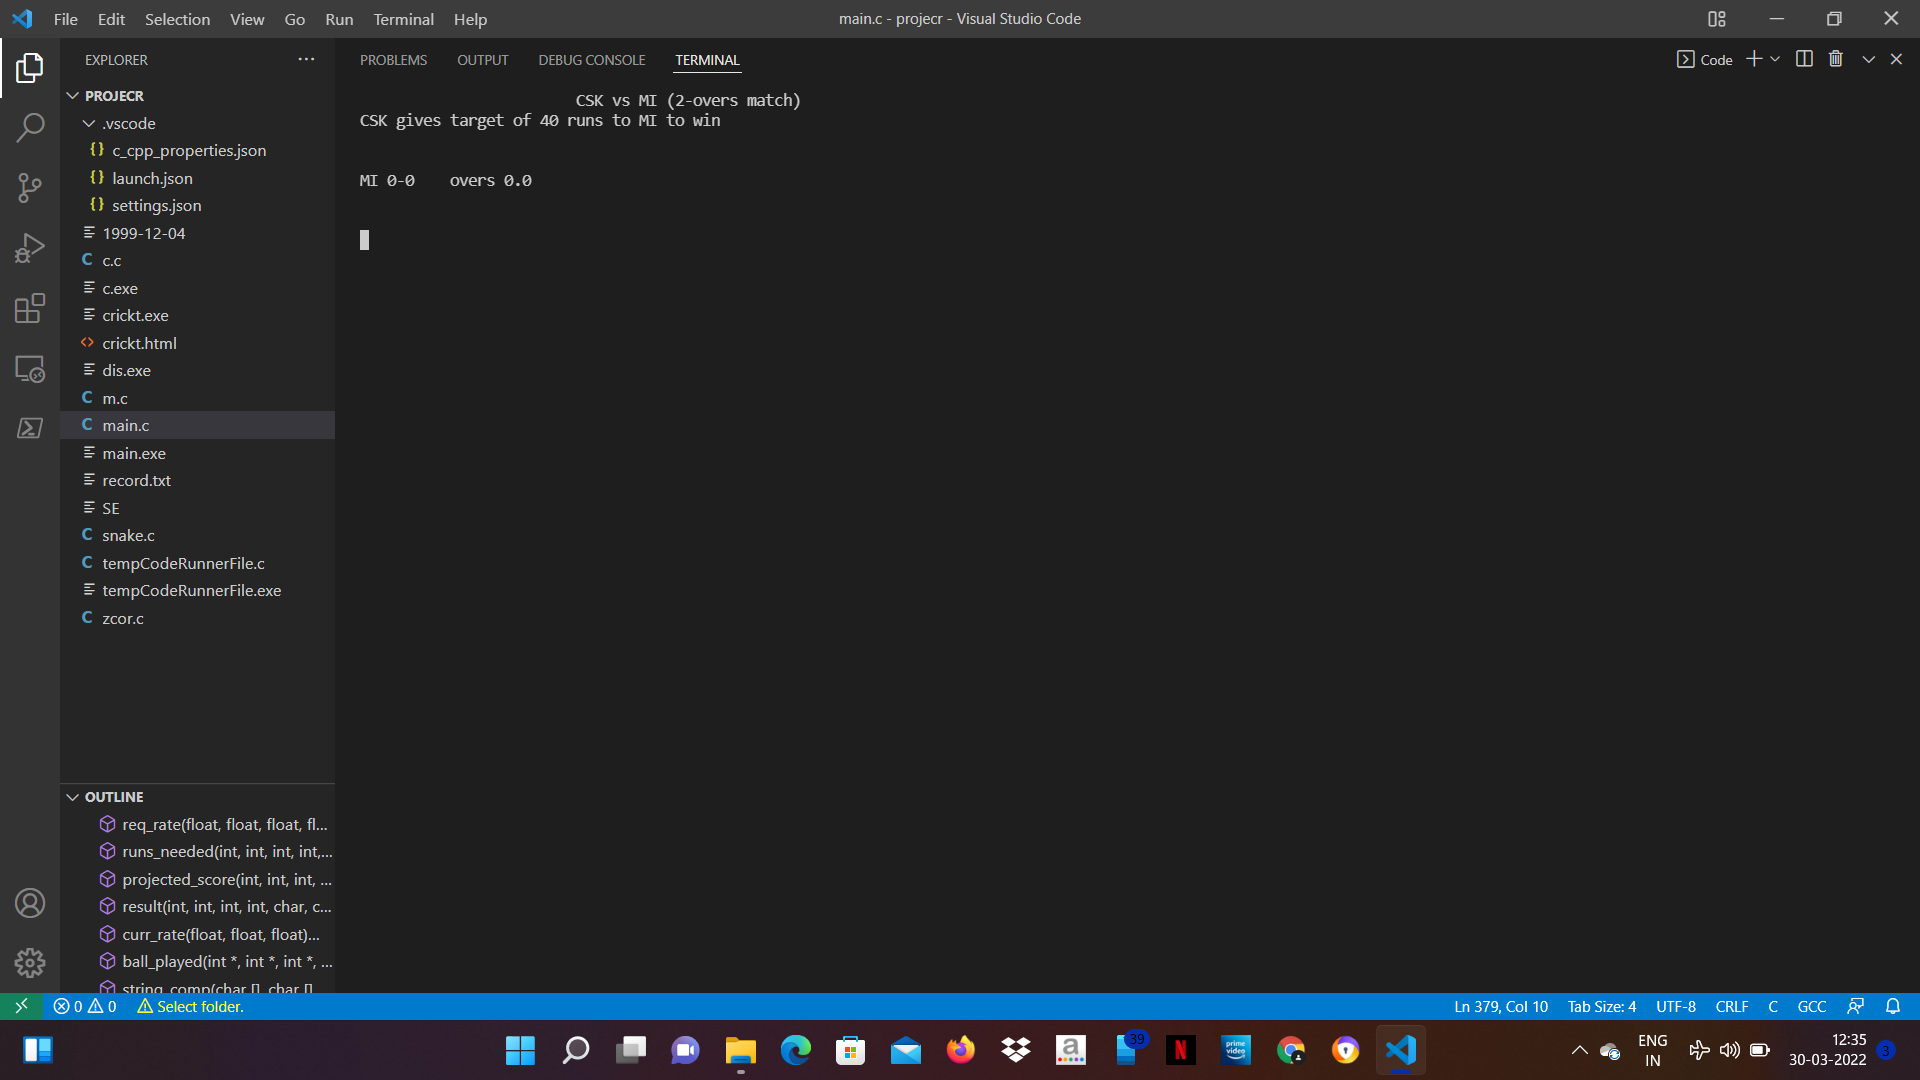 File Edit Selection View Go Run Terminal Help
main.c - projecr - Visual Studio Code
EXPLORER
PROJECR
.vscode
{} c_cpp_properties.json
{} launch.json
{} settings.json
1999-12-04
C c.c
c.exe
crickt.exe
<> crickt.html
dis.exe
C m.c
C main.c
main.exe
record.txt
SE
C snake.c
C tempCodeRunnerFile.c
tempCodeRunnerFile.exe
C zcor.c
OUTLINE
req_rate(float, float, float, fl...
runs_needed(int, int, int, int,...
projected_score(int, int, int, ...
result(int, int, int, int, char, c...
curr_rate(float, float, float)...
ball_played(int *, int *, int *, ...
string_comp(char [], char []
PROBLEMS OUTPUT DEBUG CONSOLE TERMINAL
Code
CSK vs MI (2-overs match)
CSK gives target of 40 runs to MI to win
MI 0-0 overs 0.0
0 0 Select folder.
Ln 379, Col 10 Tab Size: 4 UTF-8 CRLF C GCC
a
39
N
prime video
ENG
IN
12:35
30-03-2022
3